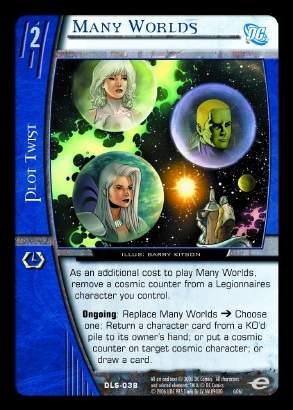 2
MANY WORLDS
DC
PLOT TWIST
ILLUS: BARRY KITSON
As an additional cost to play Many Worlds,
remove a cosmic counter from a Legionnaires
character you control.
Ongoing: Replace Many Worlds → Choose
one: Return a character card from a KO'd
pile to its owner's hand; or put a cosmic
counter on target cosmic character; or
draw a card.
DLS-038